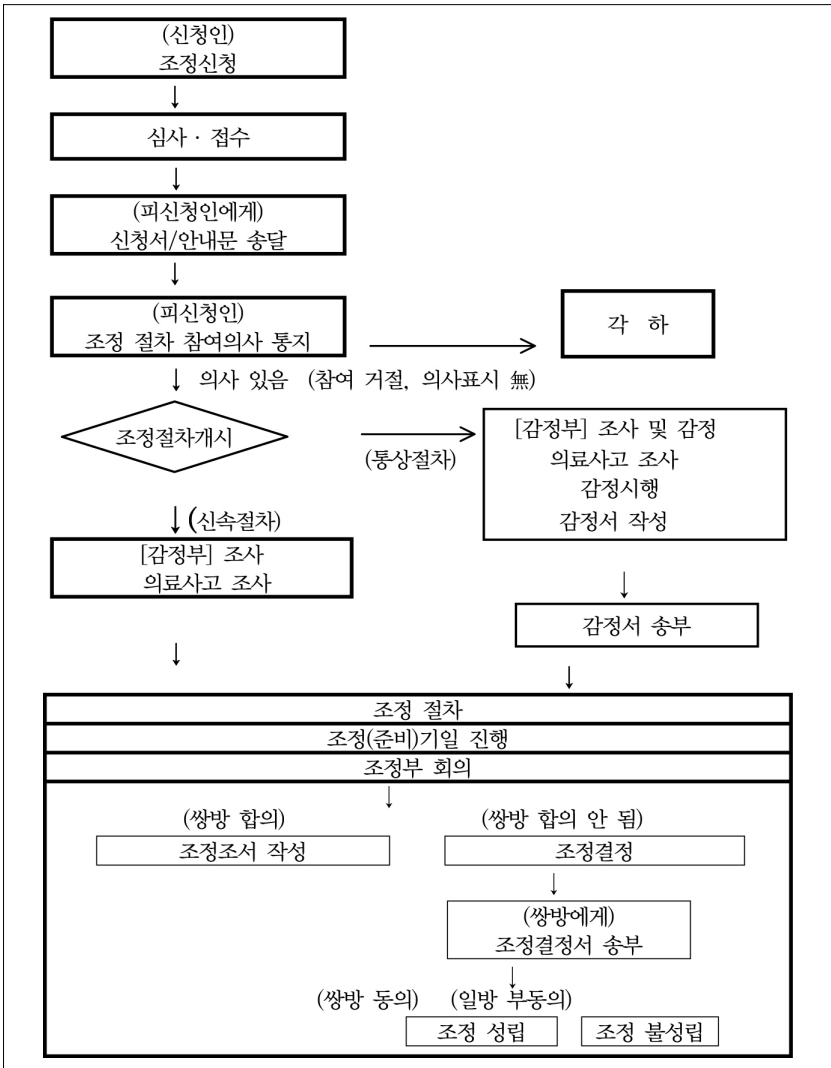 (신청인)
조정신청
심사 · 접수
(피신청인에게)
신청서/안내문 송달
(피신청인)
조정 절차 참여의사 통지
각 하
의사 있음 (참여 거절, 의사표시 無)
조정절차개시
(통상절차)
[감정부] 조사 및 감정
의료사고 조사
감정시행
감정서 작성
(신속절차)
[감정부] 조사
의료사고 조사
감정서 송부
조정 절차
조정(준비)기일 진행
조정부 회의
(쌍방 합의) (쌍방 합의 안 됨)
조정조서 작성 조정결정
(쌍방에게)
조정결정서 송부
(쌍방 동의) (일방 부동의)
조정 성립 조정 불성립